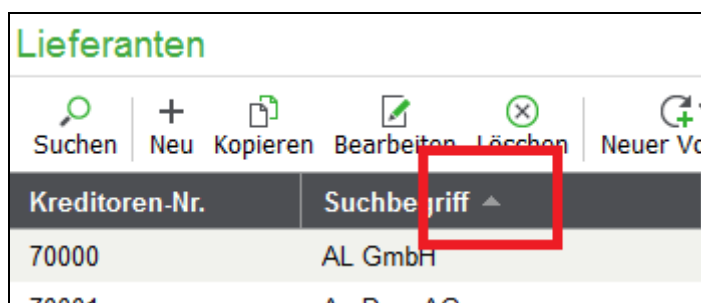 Lieferanten
Suchen Neu Kopieren Bearbeiten Löschen Neuer Vo
Kreditoren-Nr. Suchbegriff
70000 AL GmbH